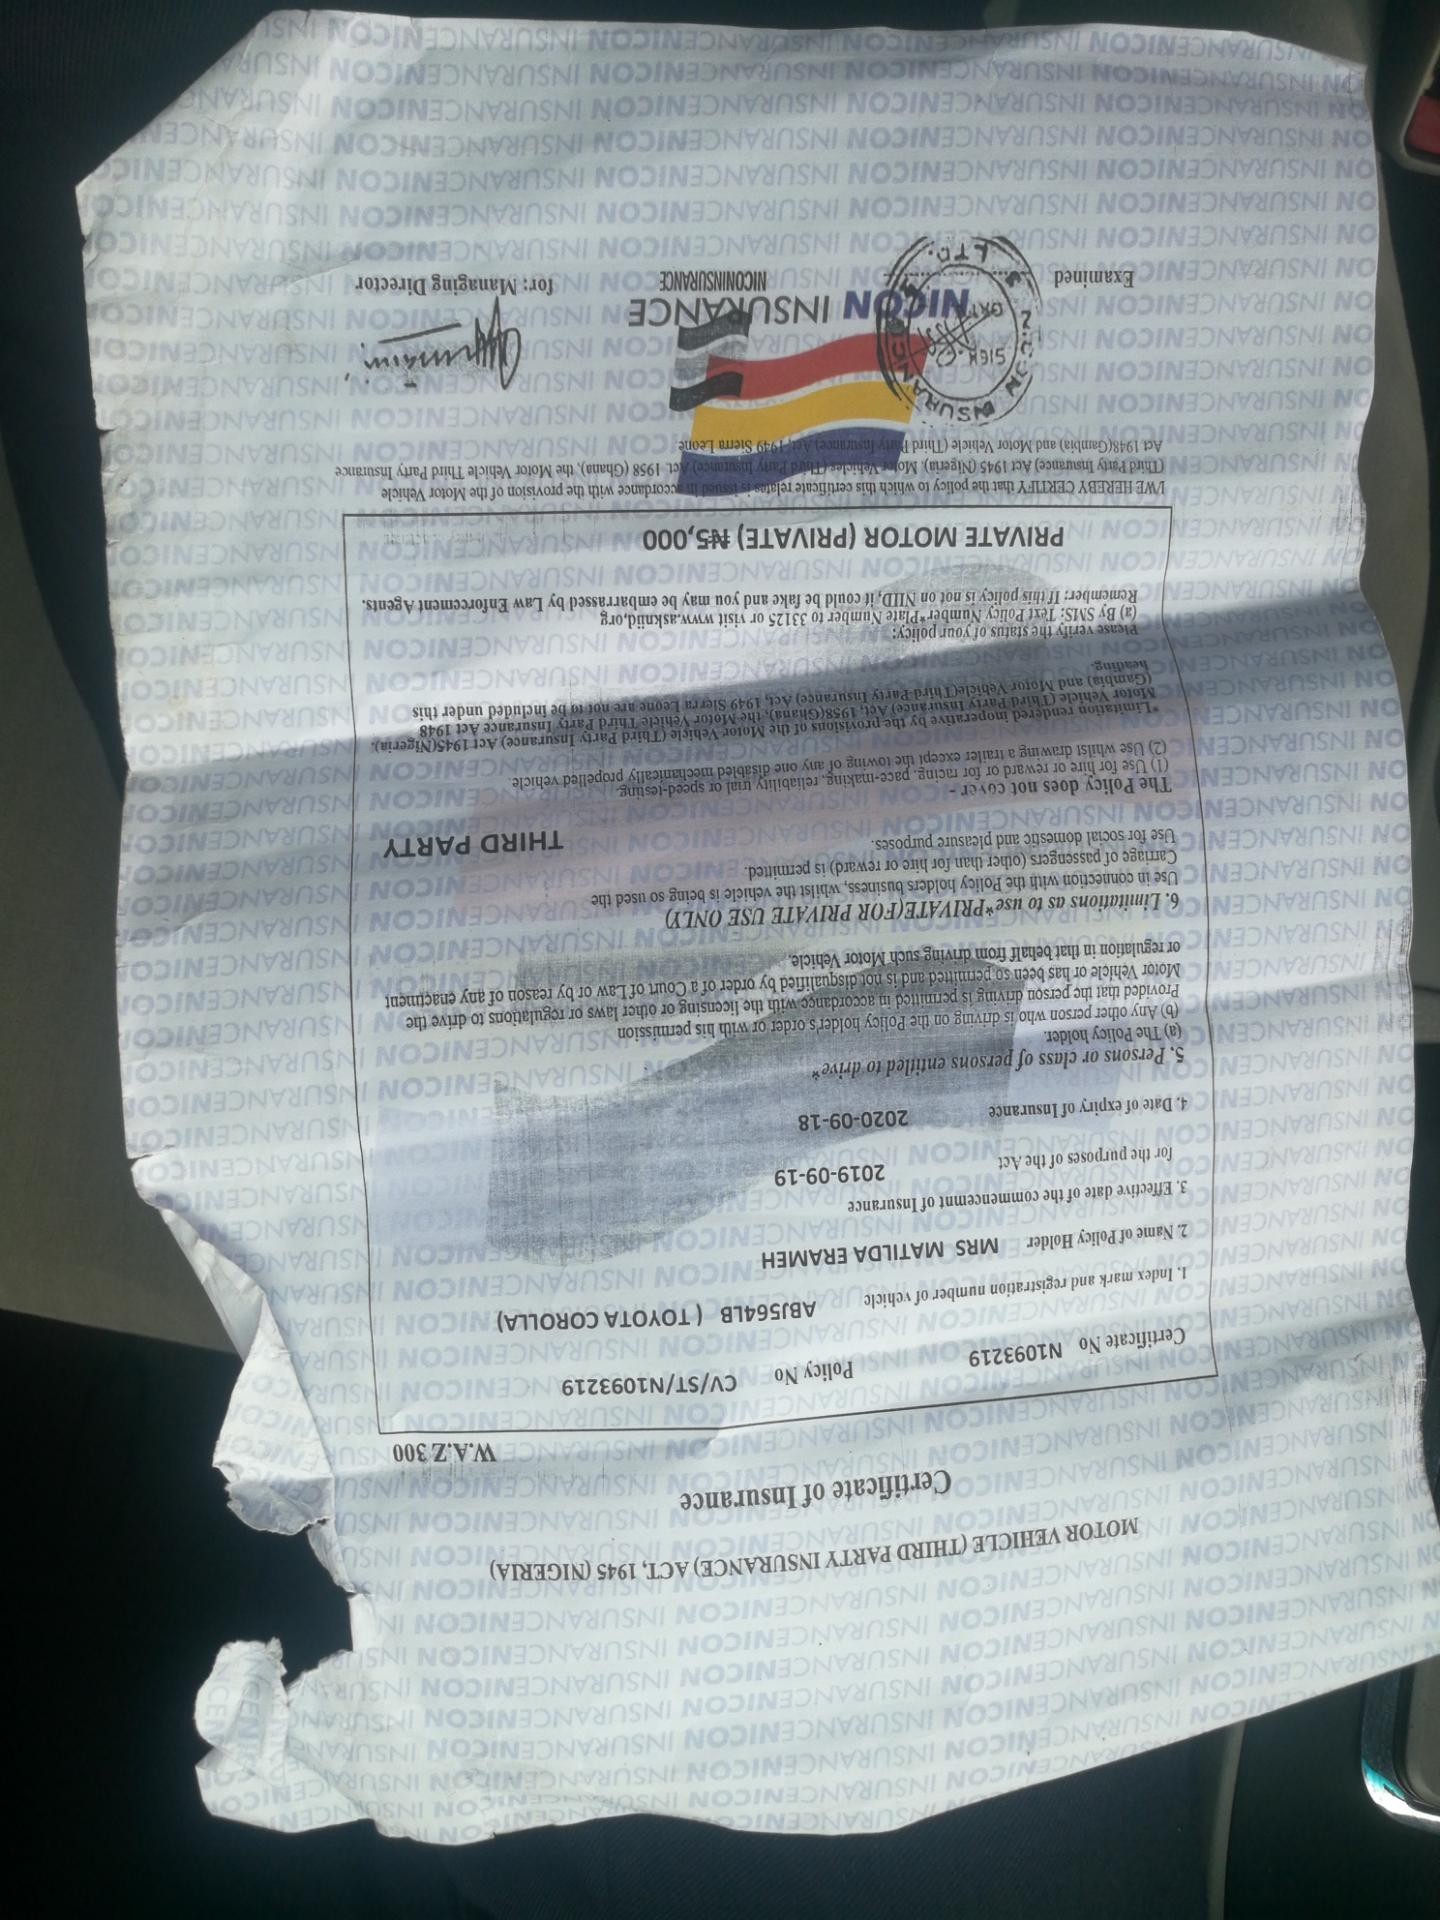 MOTOR VEHICLE (THIRD PARTY INSURANCE) ACT, 1945 (NIGERIA)
Certificate of Insurance
W.A.Z 300
Certificate No N1093219 Policy No CV/ST/N1093219
1. Index mark and registration number of vehicle ABJ564LB ( TOYOTA COROLLA)
2. Name of Policy Holer MRS MATILDA ERAMEH
3. Effective date of the commencemnt of Insurance
for the purposes of the Act 2019-09-19
4. Date of expiry of Insurance 2020-09-18
5. Persons or class of persons entitled to drive*
(a) The Policy holder.
(b) Any other person who is driving on the Policy holder's order or with his permission
Provided that the person driving is permitted in accordance with the licensing or other laws or regulations to drive the
Motor Vehicle or has been so permitted and is not disqualified by order of a Court of Law or by reason of any enactment
or regulation in that behalf from driving such Motor Vehicle.
6. Limitations as to use*PRIVATE(FOR PRIVATE USE ONLY)
Use in connection with the Policy holders business, whilst the vehicle is being so used the
Carriage of passengers (other than for hire or reward) is permitted.
Use for social domestic and pleasure purposes.
THIRD PARTY
The Policy does not cover -
(1) Use for hire or reward or for racing, pace-making, reliability trial or speed-testing.
(2) Use whilst drawing a trailer except the towing of any one disabled mechanically propelled vehicle.
*Limitation rendered inoperative by the provisions of the Motor Vehicle (Third Party Insurance) Act 1945(Nigeria),
Motor Vehicle (Third Party Insurance) Act, 1958(Ghana), the Motor Vehicle Third Party Insurance Act 1948
(Gambia) and Motor Vehicle(Third Party Insurance) Act, 1949 Sierra Leone are not to be included under this
heading.
Please verify the status of your policy:
(a) By SMS: Text Policy Number*Plate Number to 33125 or visit www.askniid,org
Remember: If this policy is not on NIID, it could be fake and you may be embarrassed by Law Enforcement Agents.
PRIVATE MOTOR (PRIVATE) ₦5,000
I/WE HEREBY CERTIFY that the policy to which this certificate relates is issued in accordance with the provision of the Motor Vehicle
(Third Party Insurance) Act 1945 (Nigeria); Motor Vehicles (Third Party Insurance) Act. 1958 (Ghana), the Motor Vehicle Third Party Insurance
Act 1948(Gambia) and Motor Vehicle (Third Party Insurance) Act, 1949 Sierra Leone
NICON INSURANCE
NICONINSURANCE
Examined
for: Managing Director